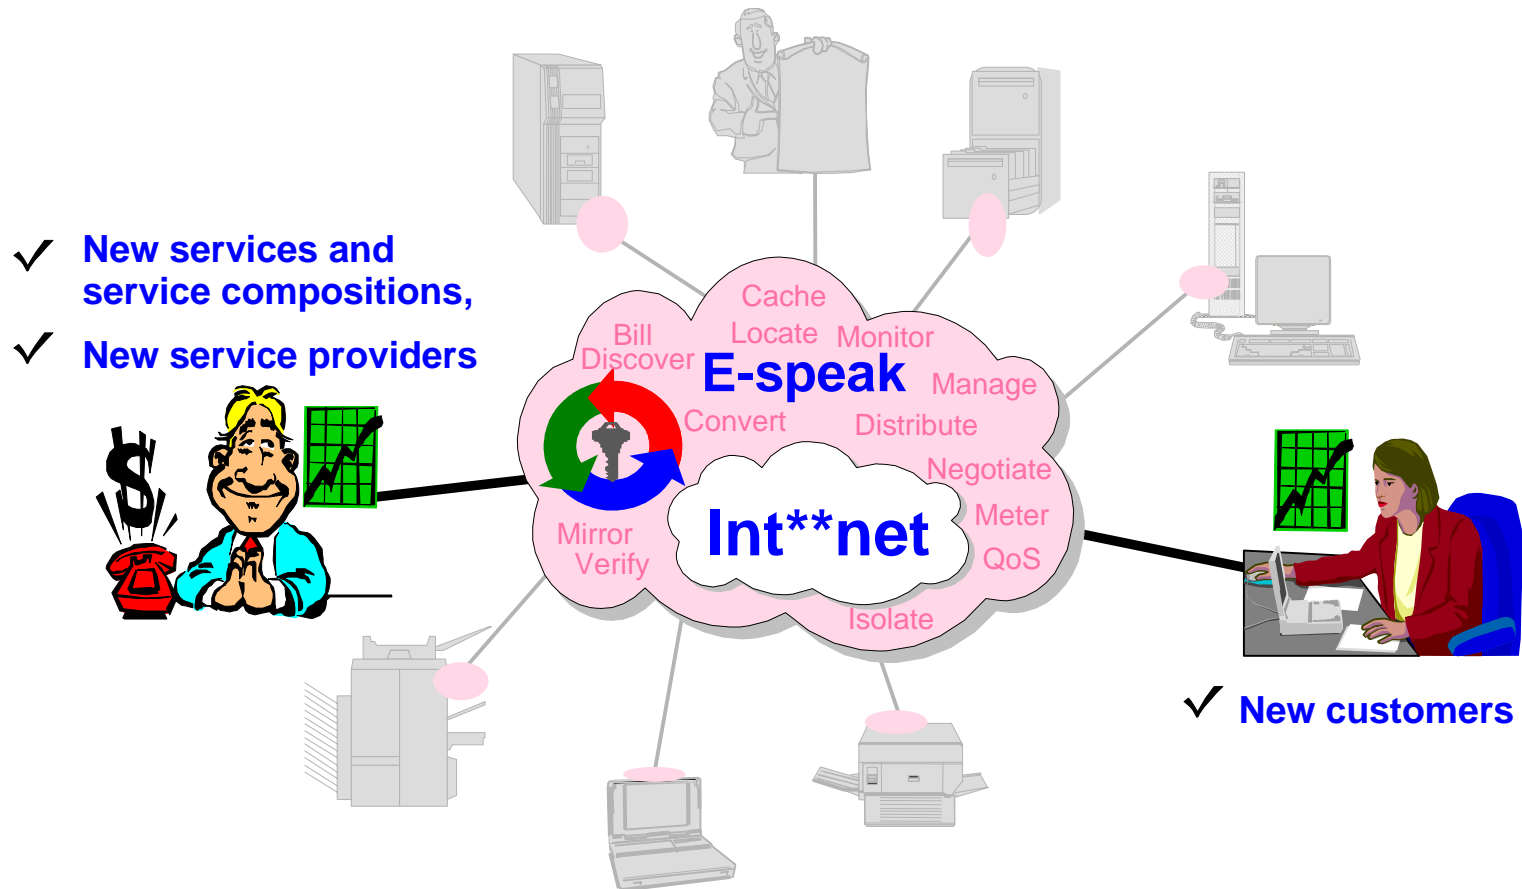 New services and
service compositions,
New service providers
Cache
Bill
Locate
Monitor
Discover
E-speak
Manage
Convert
Distribute
Negotiate
Int**net
Meter
Mirror
Verify
QoS
Isolate
$
New customers